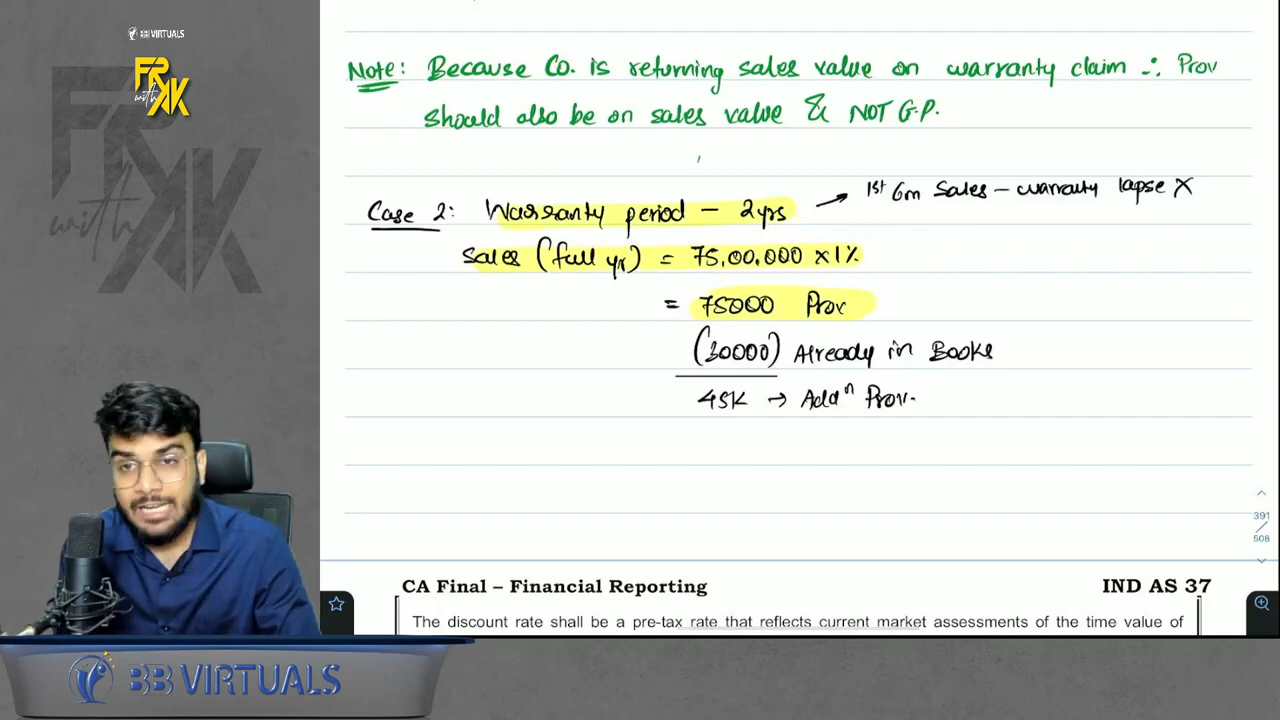 BB VIRTUALS
FR
with
AK
FR
with
AK
Note: Because Co. is returning sales value on warranty claim ∴ Prov
should also be on sales value & NOT G.P.
1st 6m Sales – warranty lapse X
Case 2: Warranty period – 2yrs
Sales (full yr) = 75,00,000 x 1%
= 75000 Prov
(30000) Already in Books
45K → Addn Prov.
391
/
508
CA Final – Financial Reporting IND AS 37
The discount rate shall be a pre-tax rate that reflects current market assessments of the time value of
BB VIRTUALS